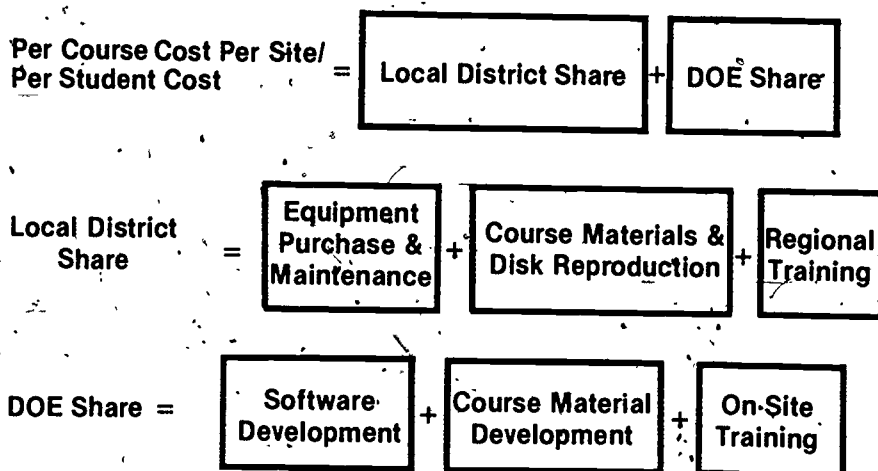 Per Course Cost Per Site/
Per Student Cost = Local District Share + DOE Share
Local District
Share = Equipment
Purchase &
Maintenance + Course Materials &
Disk Reproduction + Regional
Training
DOE Share = Software
Development + Course Material
Development + On-Site
Training